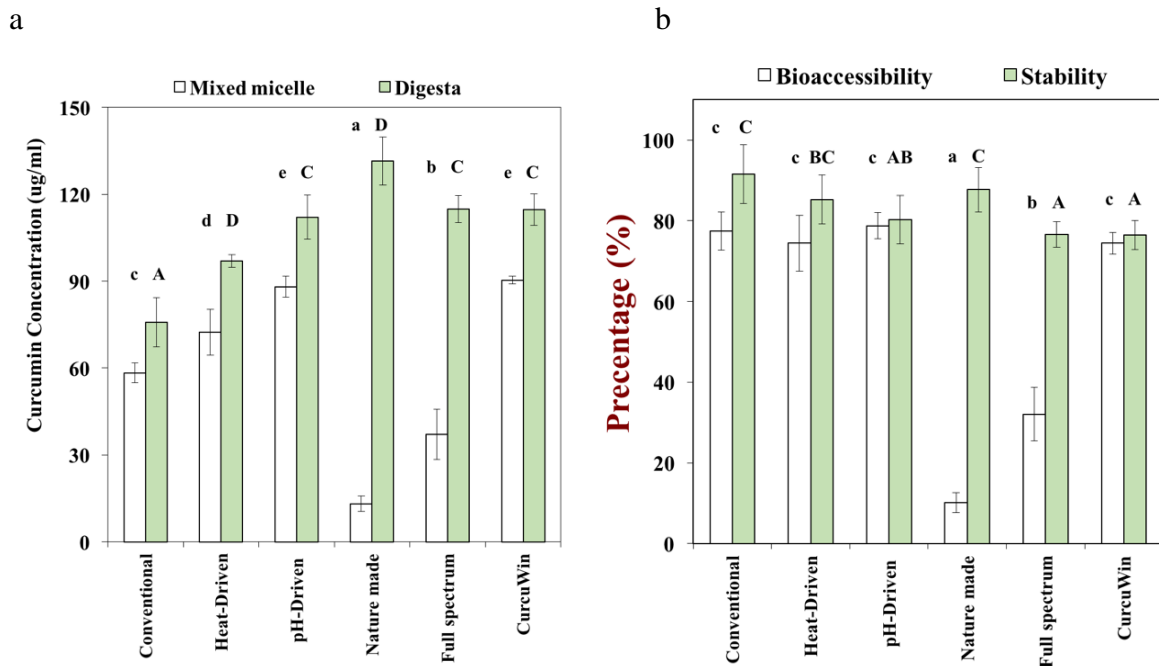 a
Mixed micelle Digesta
Curcumin Concentration (ug/ml)
150
120
90
60
30
0
c A
d D
e C
a D
b C
e C
Conventional
Heat-Driven
pH-Driven
Nature made
Full spectrum
CurcuWin
b
Bioaccessibility Stability
Precentage (%)
100
80
60
40
20
0
c C
c BC
c AB
a C
b A
c A
Conventional
Heat-Driven
pH-Driven
Nature made
Full spectrum
CurcuWin